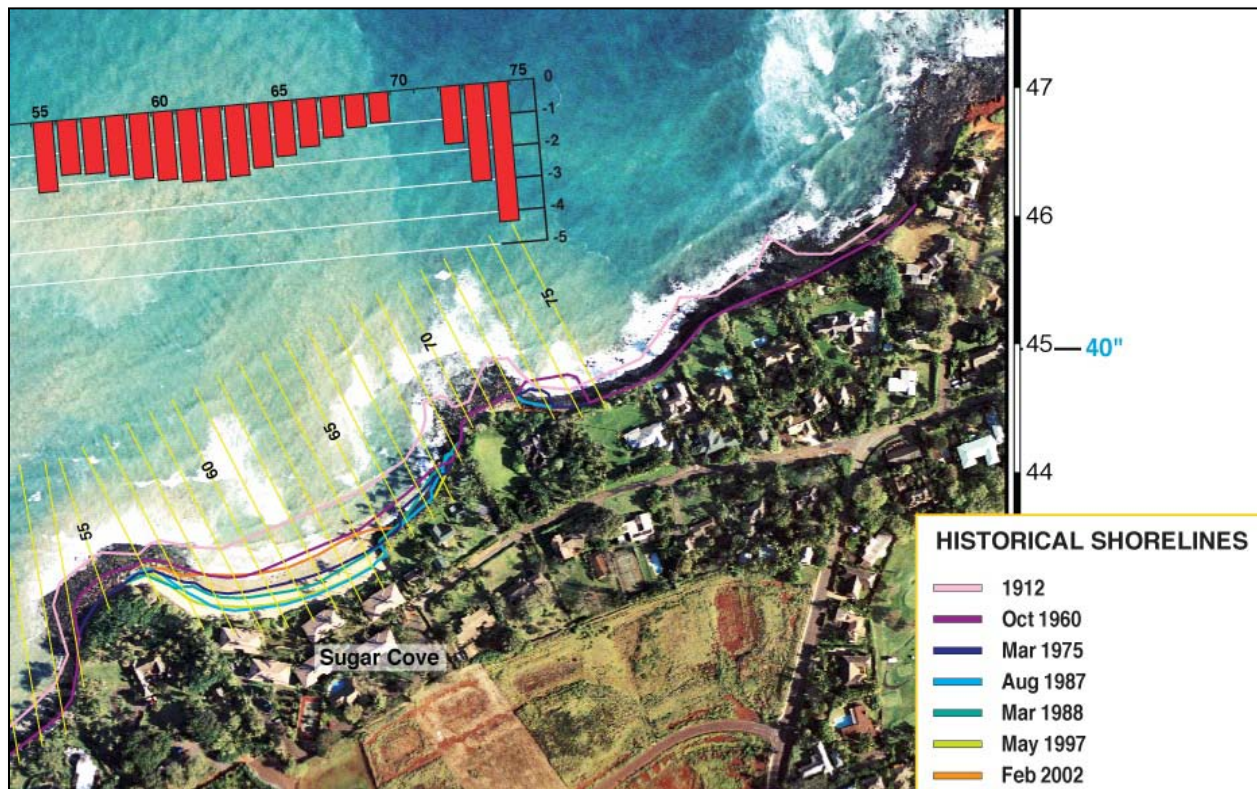 55
60
65
70
75
0
-1
-2
-3
-4
-5
47
46
45
40"
44
75
70
65
60
55
Sugar Cove
HISTORICAL SHORELINES
1912
Oct 1960
Mar 1975
Aug 1987
Mar 1988
May 1997
Feb 2002